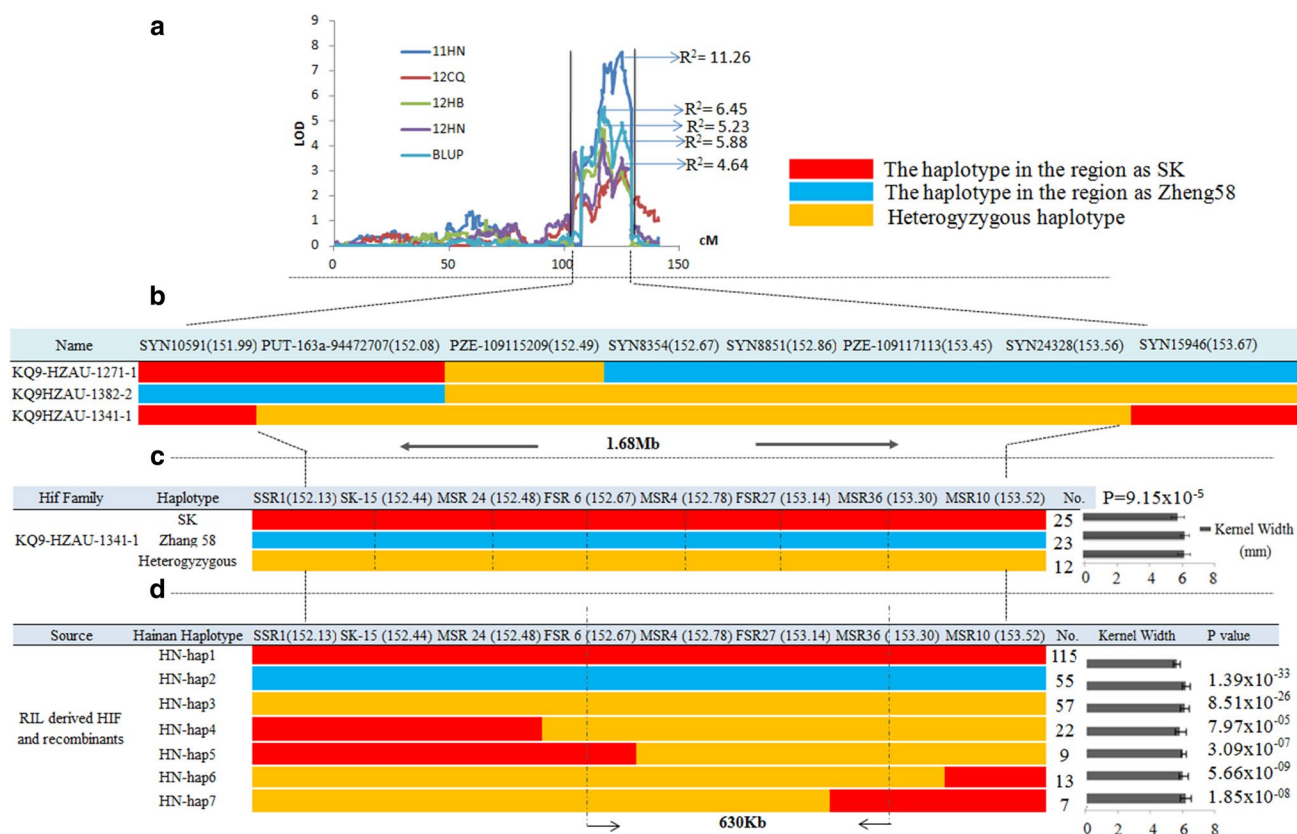 a
9
8
7
6
5
4
3
2
1
0
LOD
11HN
12CQ
12HB
12HN
BLUP
R²= 11.26
R²= 6.45
R²= 5.23
R²= 5.88
R²= 4.64
0 50 100 150
cM
The haplotype in the region as SK
The haplotype in the region as Zheng58
Heterogyzygous haplotype
b
Name SYN10591(151.99) PUT-163a-94472707(152.08) PZE-109115209(152.49) SYN8354(152.67) SYN8851(152.86) PZE-109117113(153.45) SYN24328(153.56) SYN15946(153.67)
KQ9-HZAU-1271-1
KQ9HZAU-1382-2
KQ9HZAU-1341-1
1.68Mb
c
Hif Family Haplotype SSR1(152.13) SK-15 (152.44) MSR 24 (152.48) FSR 6 (152.67) MSR4 (152.78) FSR27 (153.14) MSR36 (153.30) MSR10 (153.52) No. P=9.15x10⁻⁵
SK 25
KQ9-HZAU-1341-1 Zhang 58 23
Heterogyzygous 12
Kernel Width
(mm)
0 2 4 6 8
d
Source Hainan Haplotype SSR1(152.13) SK-15 (152.44) MSR 24 (152.48) FSR 6 (152.67) MSR4 (152.78) FSR27 (153.14) MSR36 (153.30) MSR10 (153.52) No. Kernel Width P value
RIL derived HIF
and recombinants
HN-hap1 115
HN-hap2 55 1.39x10⁻³³
HN-hap3 57 8.51x10⁻²⁶
HN-hap4 22 7.97x10⁻⁰⁵
HN-hap5 9 3.09x10⁻⁰⁷
HN-hap6 13 5.66x10⁻⁰⁹
HN-hap7 7 1.85x10⁻⁰⁸
0 2 4 6 8
630Kb